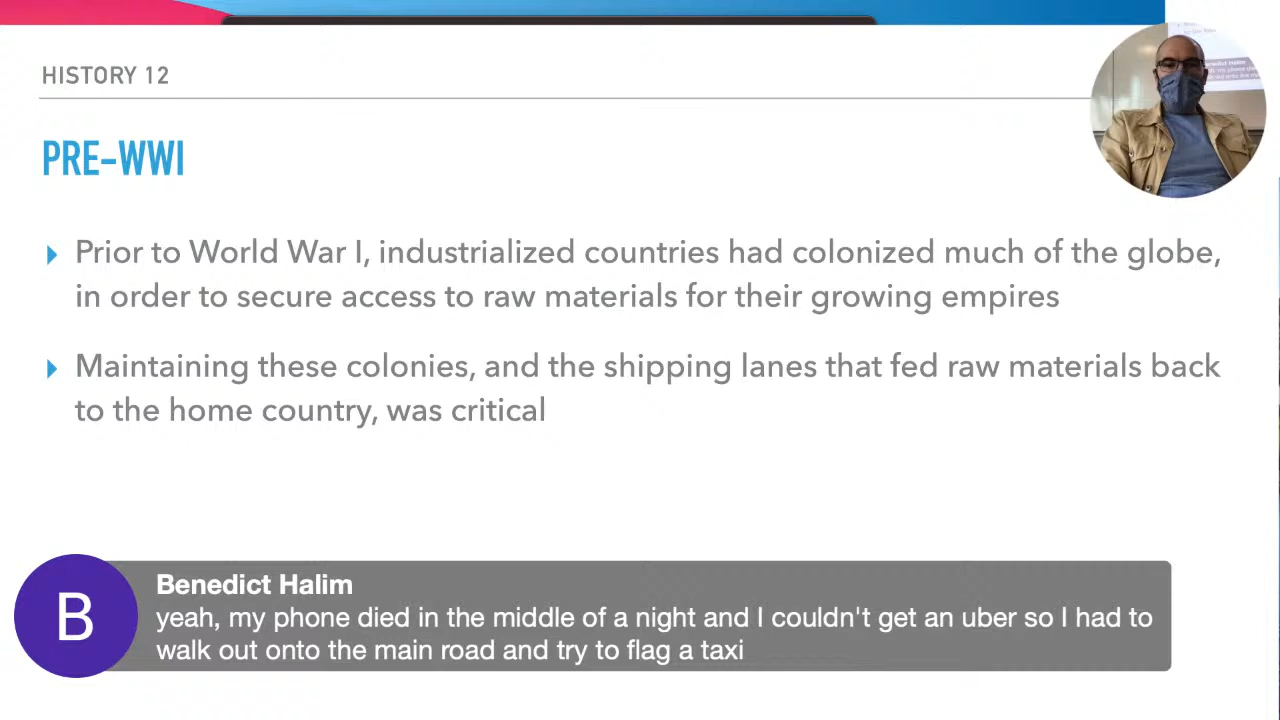 HISTORY 12
PRE-WWI
Prior to World War I, industrialized countries had colonized much of the globe,
in order to secure access to raw materials for their growing empires
Maintaining these colonies, and the shipping lanes that fed raw materials back
to the home country, was critical
B
Benedict Halim
yeah, my phone died in the middle of a night and I couldn't get an uber so I had to
walk out onto the main road and try to flag a taxi